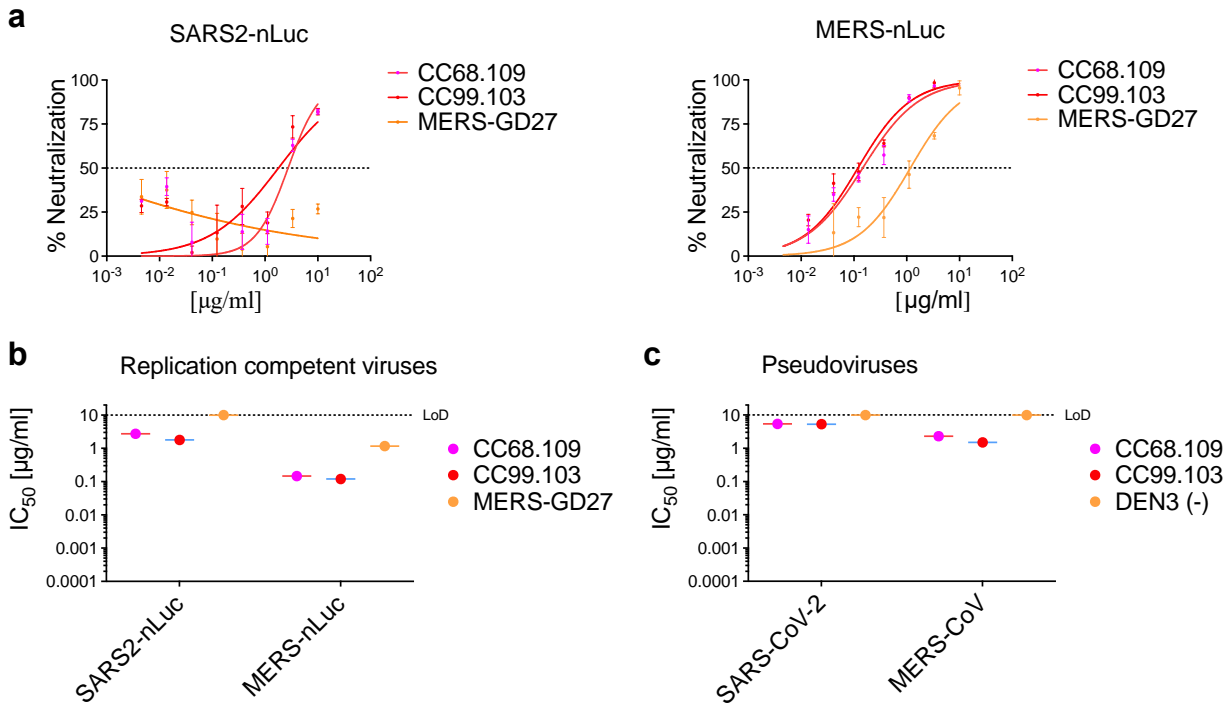 a
SARS2-nLuc
MERS-nLuc
% Neutralization
100
75
50
25
0
10⁻³ 10⁻² 10⁻¹ 10⁰ 10¹ 10²
[µg/ml]
CC68.109
CC99.103
MERS-GD27
% Neutralization
100
75
50
25
0
10⁻³ 10⁻² 10⁻¹ 10⁰ 10¹ 10²
[µg/ml]
CC68.109
CC99.103
MERS-GD27
b
Replication competent viruses
IC₅₀ [µg/ml]
10
1
0.1
0.01
0.001
0.0001
LoD
CC68.109
CC99.103
MERS-GD27
SARS2-nLuc
MERS-nLuc
c
Pseudoviruses
IC₅₀ [µg/ml]
10
1
0.1
0.01
0.001
0.0001
LoD
CC68.109
CC99.103
DEN3 (-)
SARS-CoV-2
MERS-CoV